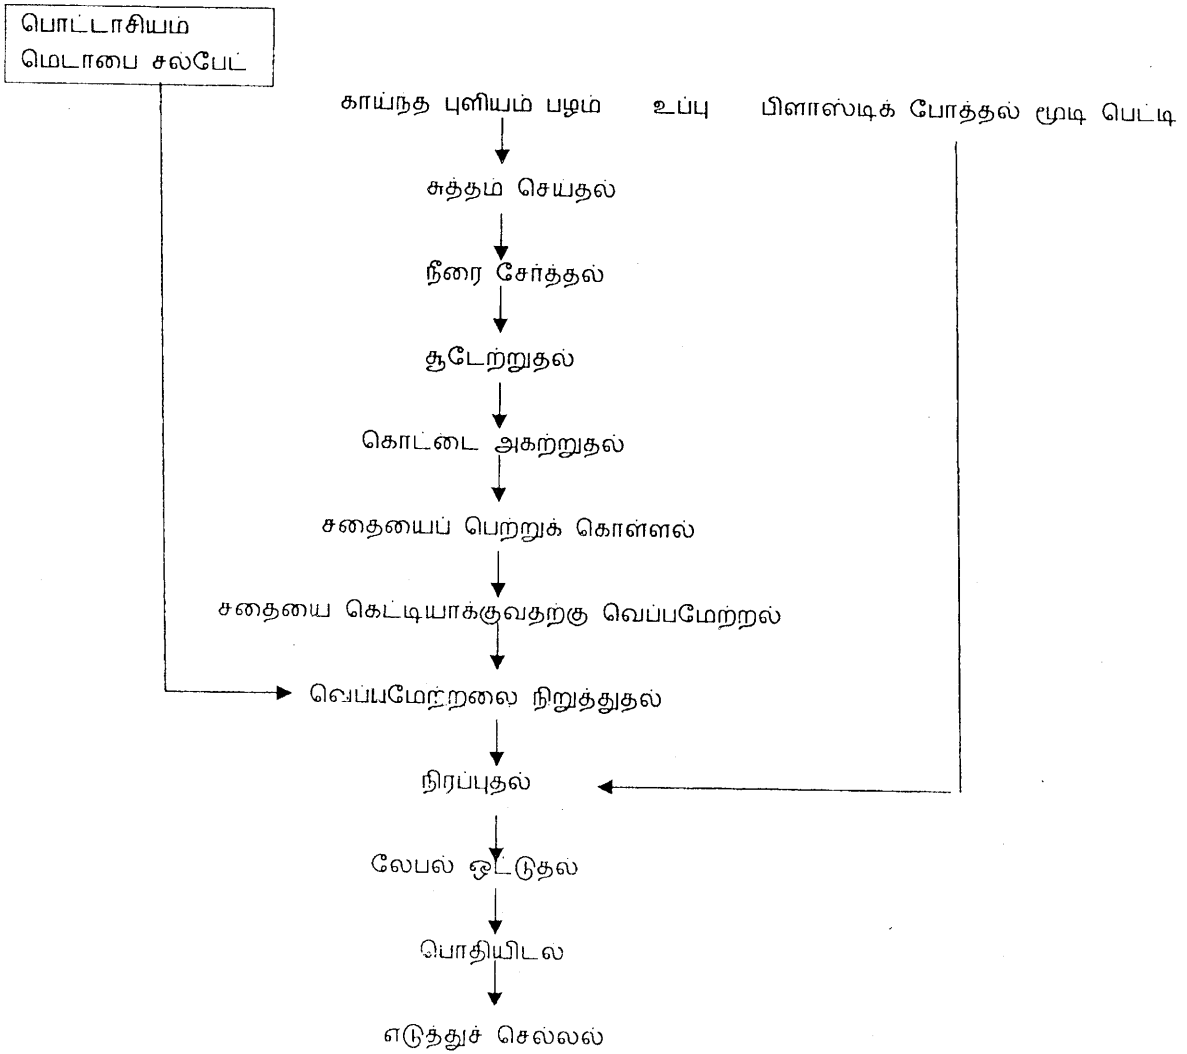 பொட்டாசியம்
மெடாபை சல்பேட்
காய்ந்த புளியம் பழம் உப்பு பிளாஸ்டிக் போத்தல் மூடி பெட்டி
சுத்தம் செய்தல்
நீரை சேர்த்தல்
சூடேற்றுதல்
கொட்டை அகற்றுதல்
சதையைப் பெற்றுக் கொள்ளல்
சதையை கெட்டியாக்குவதற்கு வெப்பமேற்றல்
வெப்பமேற்றலை நிறுத்துதல்
நிரப்புதல்
லேபல் ஒட்டுதல்
பொதியிடல்
எடுத்துச் செல்லல்